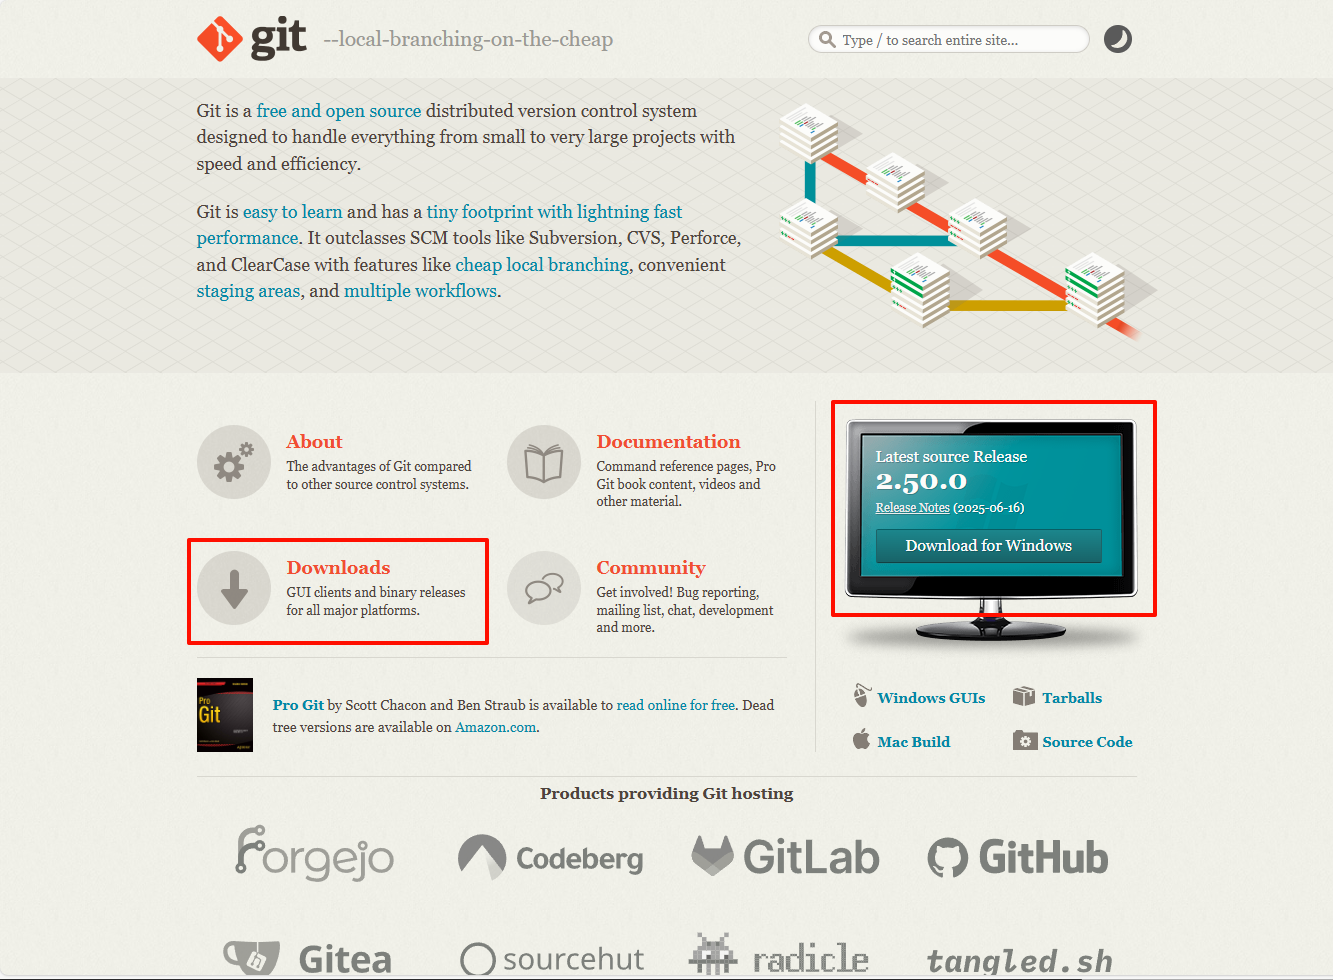 git --local-branching-on-the-cheap
Type / to search entire site...
Git is a free and open source distributed version control system
designed to handle everything from small to very large projects with
speed and efficiency.
Git is easy to learn and has a tiny footprint with lightning fast
performance. It outclasses SCM tools like Subversion, CVS, Perforce,
and ClearCase with features like cheap local branching, convenient
staging areas, and multiple workflows.
About
The advantages of Git compared
to other source control systems.
Documentation
Command reference pages, Pro
Git book content, videos and
other material.
Downloads
GUI clients and binary releases
for all major platforms.
Community
Get involved! Bug reporting,
mailing list, chat, development
and more.
Pro
Git
Pro Git by Scott Chacon and Ben Straub is available to read online for free. Dead
tree versions are available on Amazon.com.
Latest source Release
2.50.0
Release Notes (2025-06-16)
Download for Windows
Windows GUIs
Tarballs
Mac Build
Source Code
Products providing Git hosting
Forgejo
Codeberg
GitLab
GitHub
Gitea
sourcehut
radicle
tangled.sh